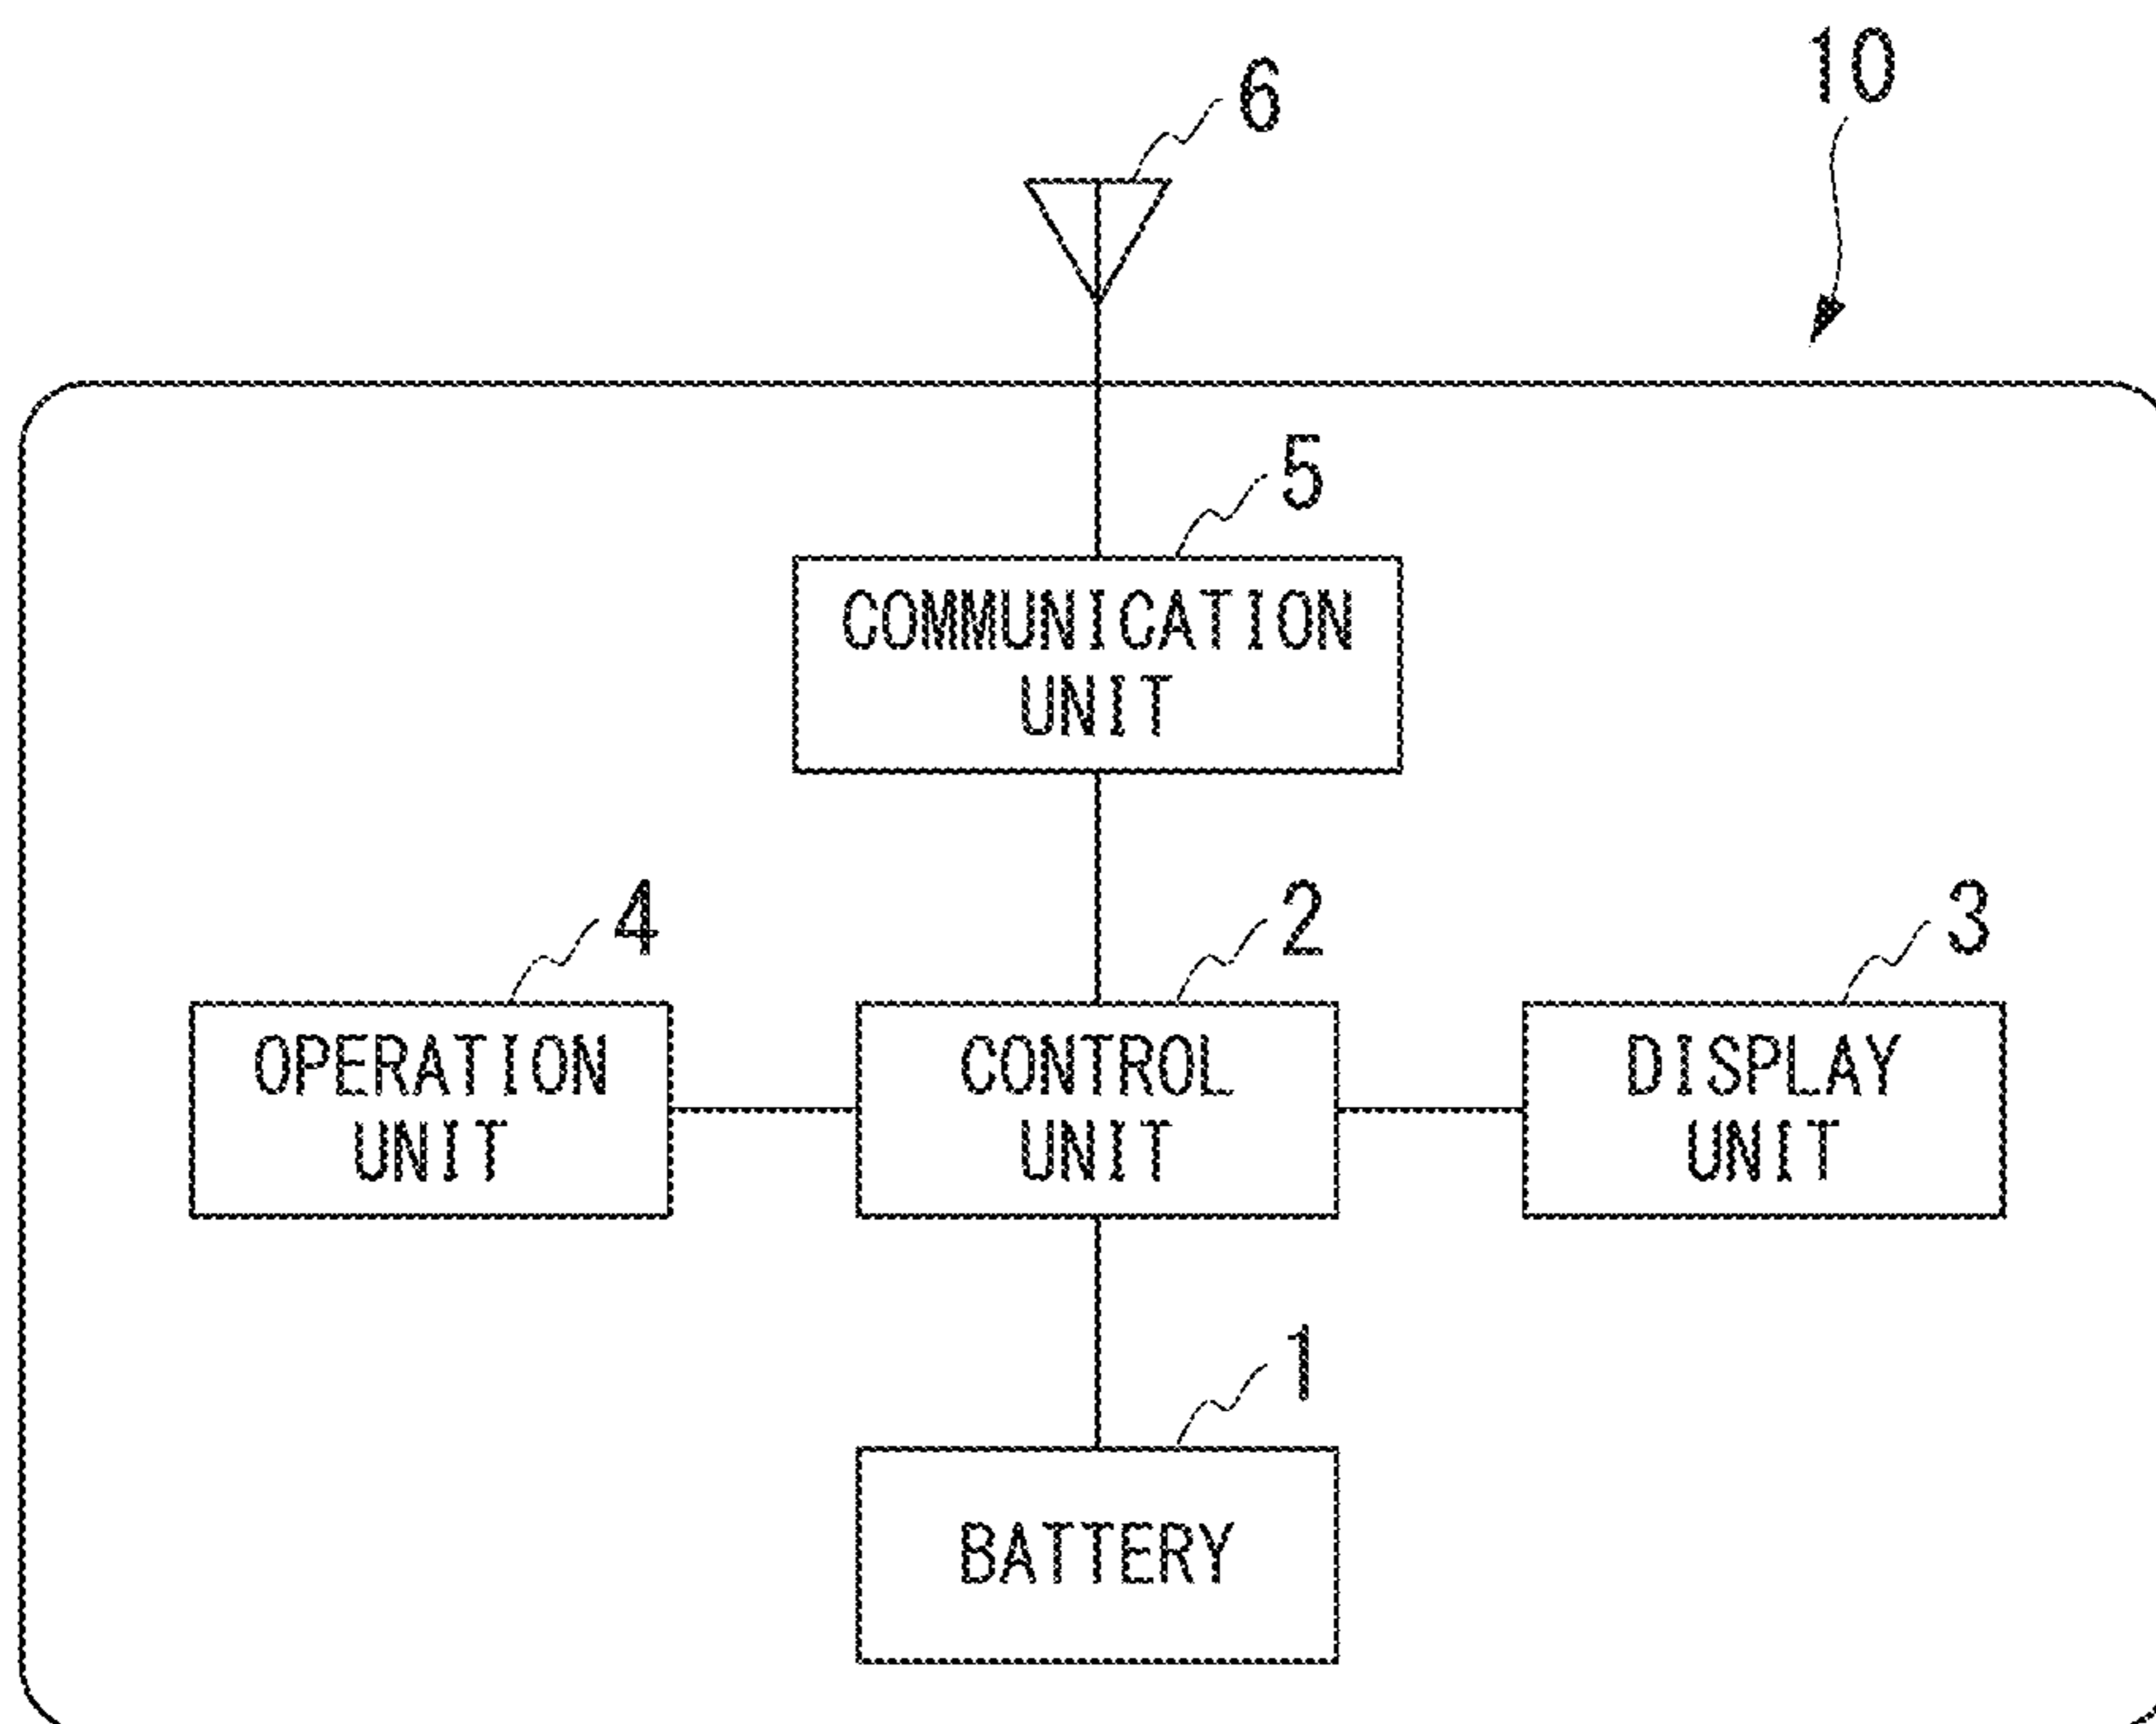 10
6
5
COMMUNICATION
UNIT
4
2
3
OPERATION
UNIT
CONTROL
UNIT
DISPLAY
UNIT
1
BATTERY